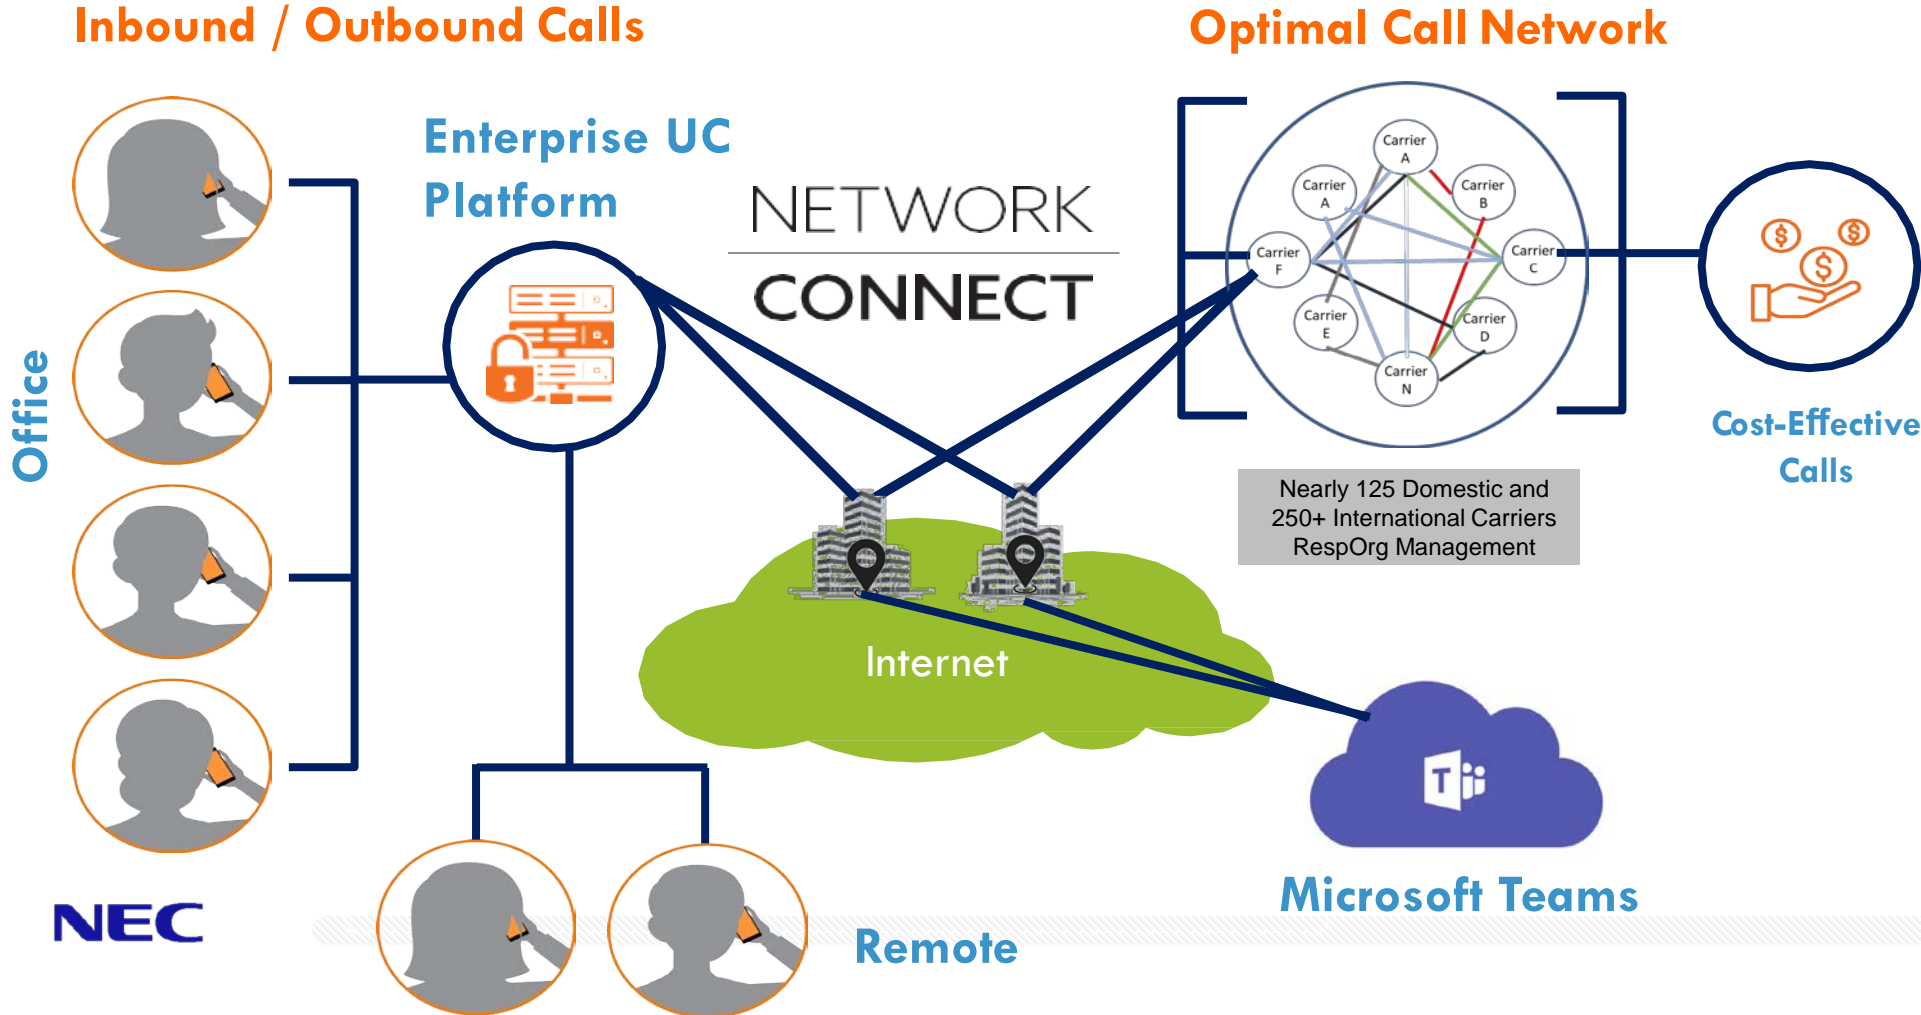 Inbound / Outbound Calls
Optimal Call Network
Enterprise UC
Platform
NETWORK
CONNECT
Office
Carrier
A
Carrier
A
Carrier
B
Carrier
F
Carrier
C
Carrier
E
Carrier
D
Carrier
N
$
$
$
Cost-Effective
Calls
Nearly 125 Domestic and
250+ International Carriers
RespOrg Management
Internet
T
Microsoft Teams
NEC
Remote